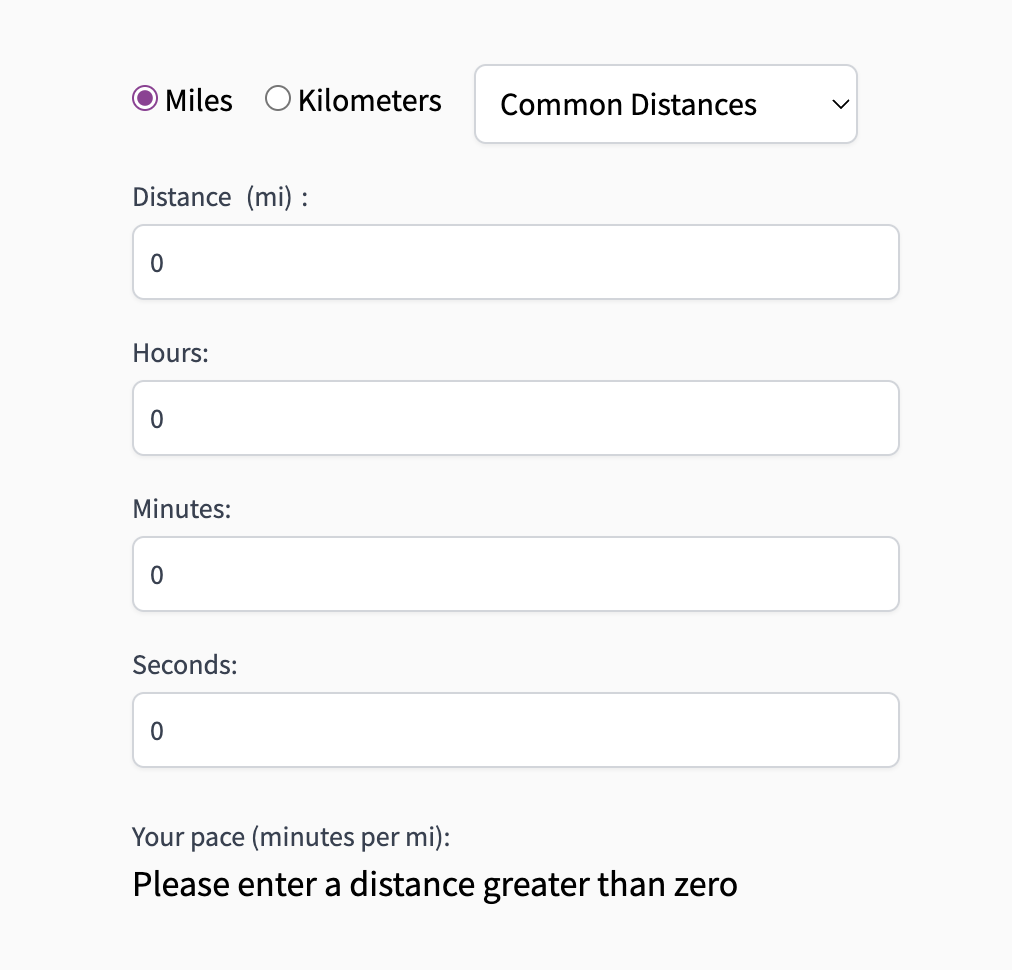 Miles Kilometers Common Distances
Distance (mi) :
0
Hours:
0
Minutes:
0
Seconds:
0
Your pace (minutes per mi):
Please enter a distance greater than zero